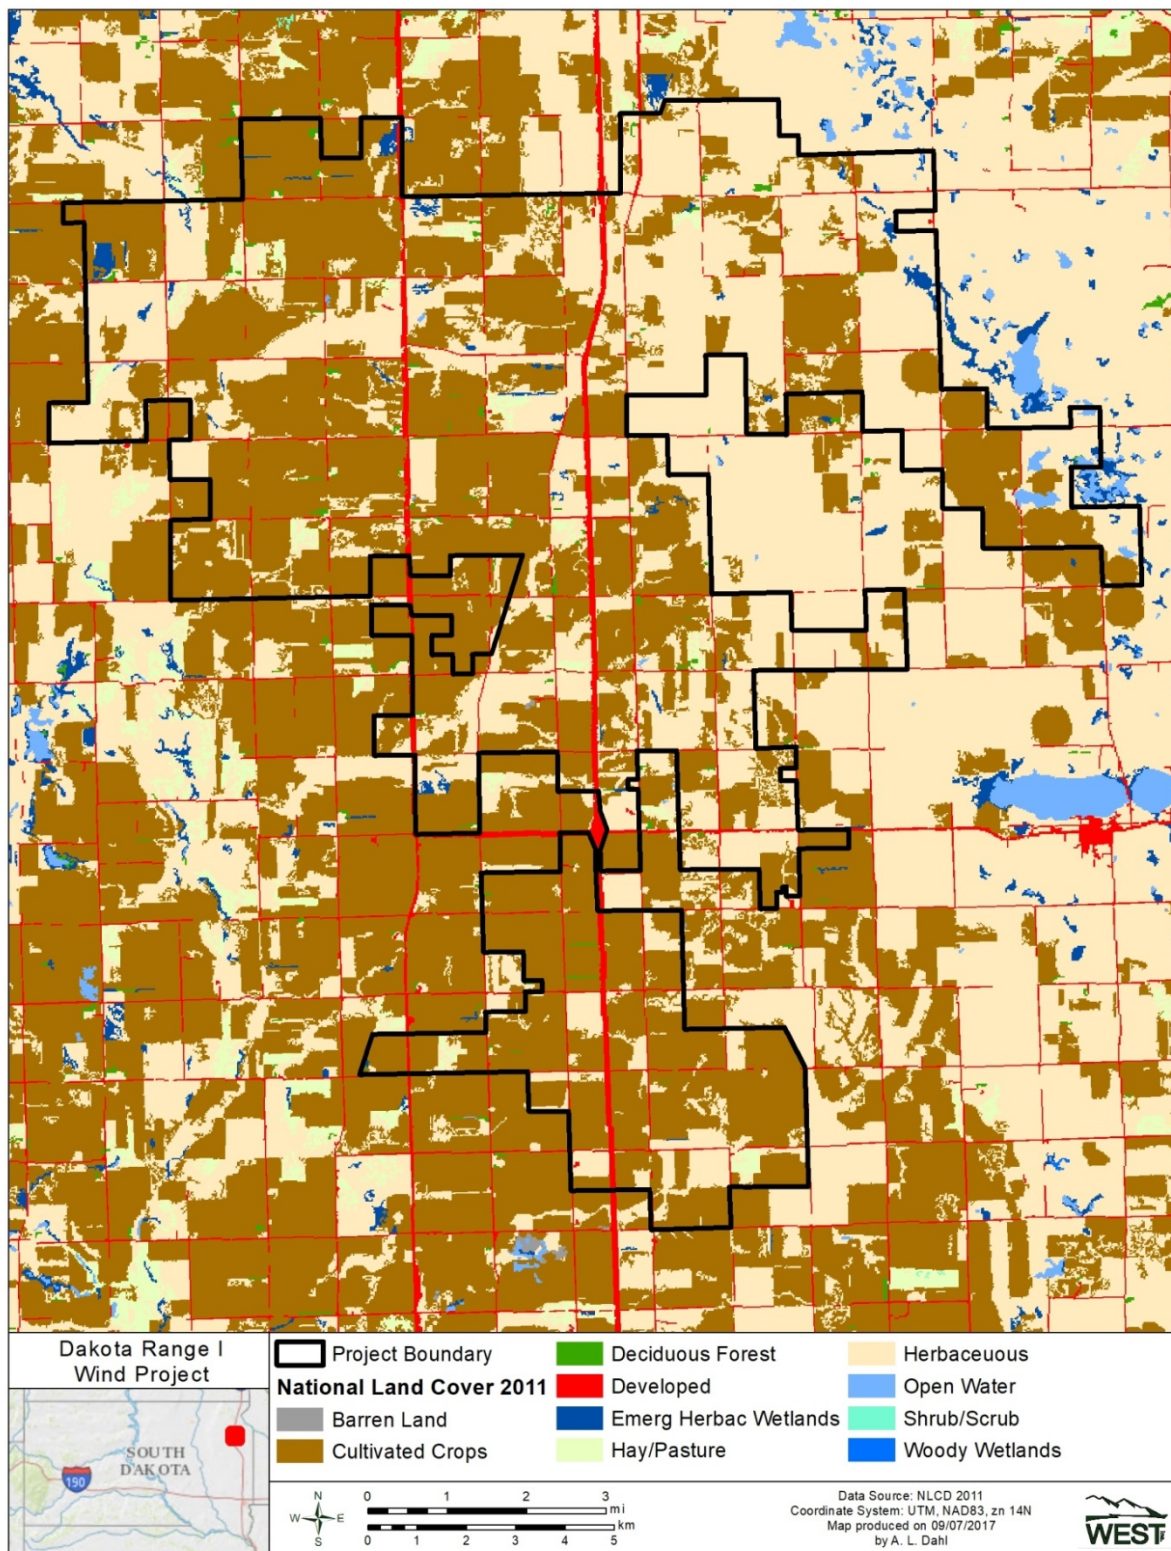 Dakota Range I
Wind Project
SOUTH
DAKOTA
190
Project Boundary
National Land Cover 2011
Barren Land
Cultivated Crops
Deciduous Forest
Developed
Emerg Herbac Wetlands
Hay/Pasture
Herbaceuous
Open Water
Shrub/Scrub
Woody Wetlands
N
W E
S
0 1 2 3
mi
km
0 1 2 3 4 5
Data Source: NLCD 2011
Coordinate System: UTM, NAD83, zn 14N
Map produced on 09/07/2017
by A. L. Dahl
WEST